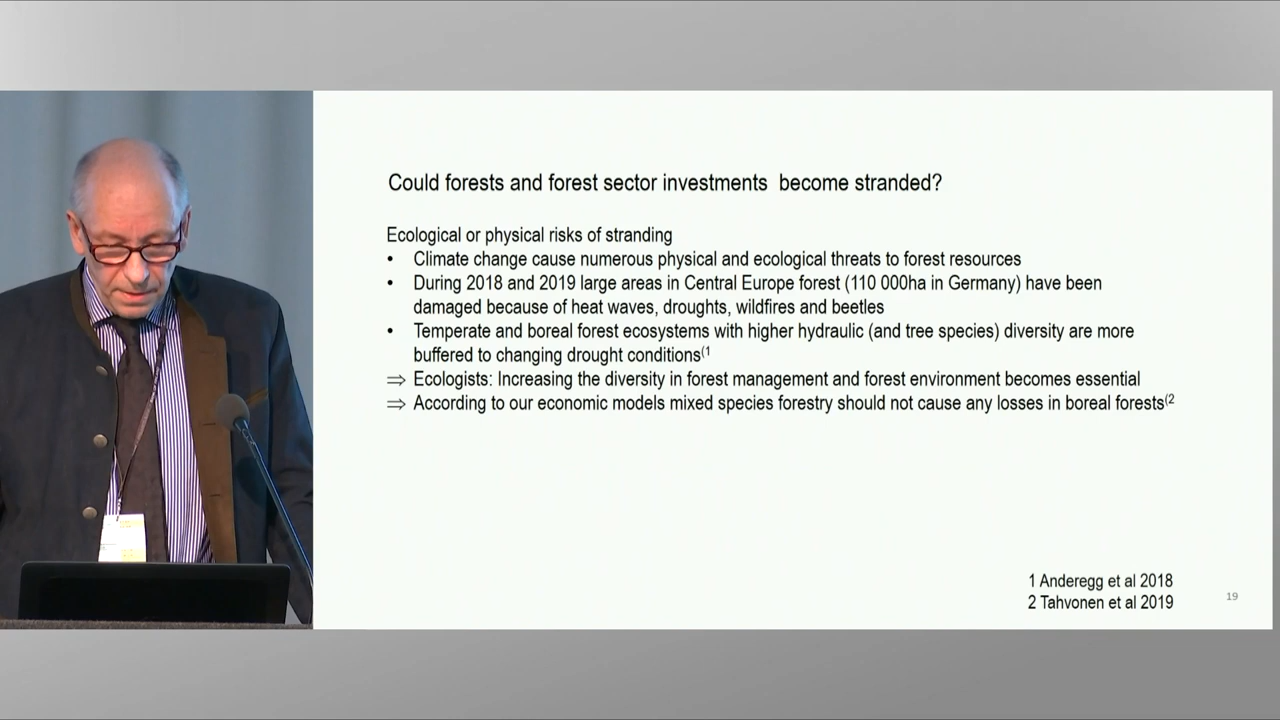 Could forests and forest sector investments become stranded?
Ecological or physical risks of stranding
• Climate change cause numerous physical and ecological threats to forest resources
• During 2018 and 2019 large areas in Central Europe forest (110 000ha in Germany) have been
damaged because of heat waves, droughts, wildfires and beetles
• Temperate and boreal forest ecosystems with higher hydraulic (and tree species) diversity are more
buffered to changing drought conditions(1
⇒ Ecologists: Increasing the diversity in forest management and forest environment becomes essential
⇒ According to our economic models mixed species forestry should not cause any losses in boreal forests(2
1 Anderegg et al 2018
2 Tahvonen et al 2019
19